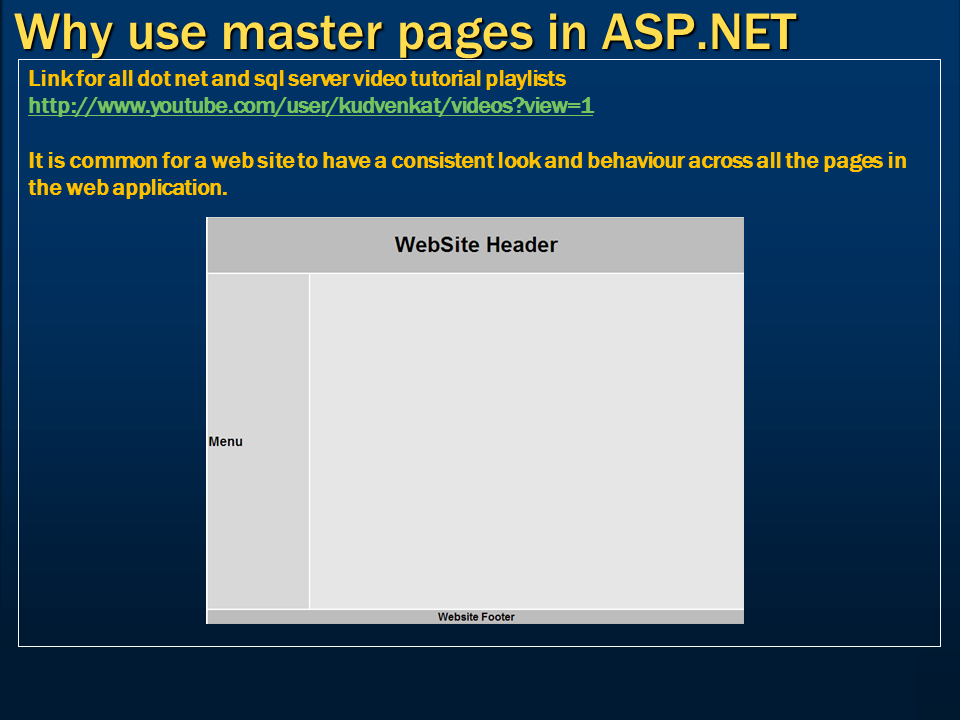 Why use master pages in ASP.NET
Link for all dot net and sql server video tutorial playlists
http://www.youtube.com/user/kudvenkat/videos?view=1
It is common for a web site to have a consistent look and behaviour across all the pages in
the web application.
WebSite Header
Menu
Website Footer